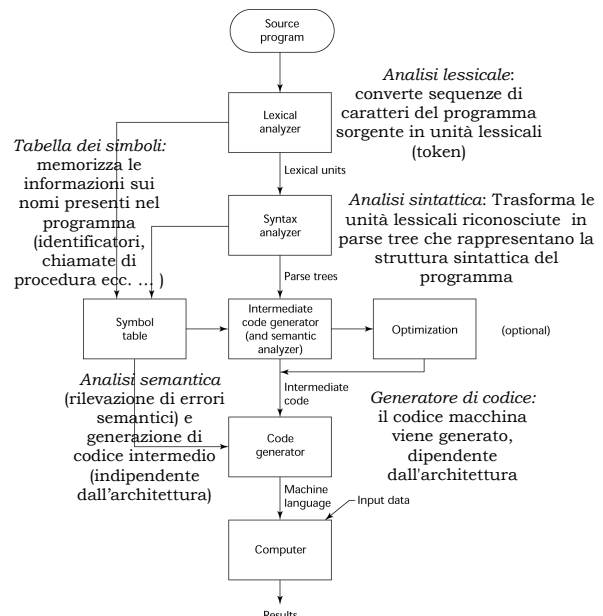 Source
program
Analisi lessicale:
converte sequenze di
caratteri del programma
sorgente in unità lessicali
(token)
Lexical
analyzer
Tabella dei simboli:
memorizza le
informazioni sui
nomi presenti nel
programma
(identificatori,
chiamate di
procedura ecc. … )
Lexical units
Analisi sintattica: Trasforma le
unità lessicali riconosciute in
parse tree che rappresentano la
struttura sintattica del
programma
Syntax
analyzer
Parse trees
Symbol
table
Intermediate
code generator
(and semantic
analyzer)
Optimization
(optional)
Analisi semantica
(rilevazione di errori
semantici) e
generazione di
codice intermedio
(indipendente
dall’architettura)
Intermediate
code
Generatore di codice:
il codice macchina
viene generato,
dipendente
dall'architettura
Code
generator
Machine
language
Input data
Computer
Results